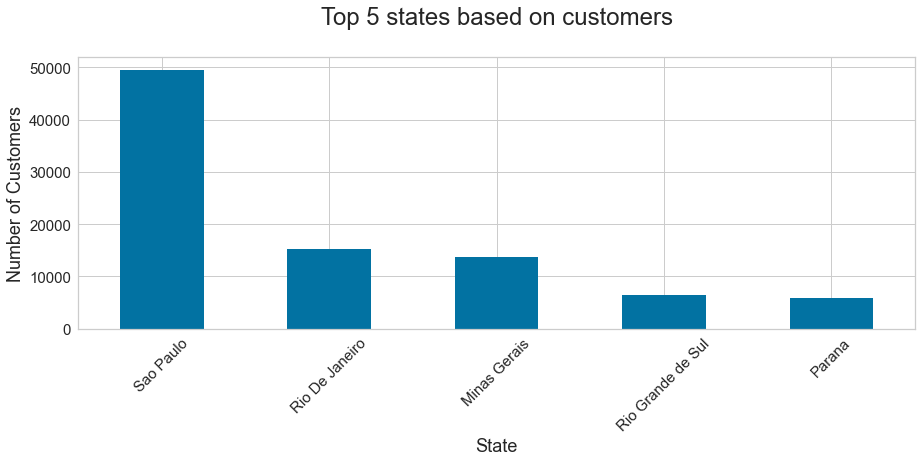 Top 5 states based on customers
Number of Customers
50000
40000
30000
20000
10000
0
Sao Paulo
Rio De Janeiro
Minas Gerais
Rio Grande de Sul
Parana
State